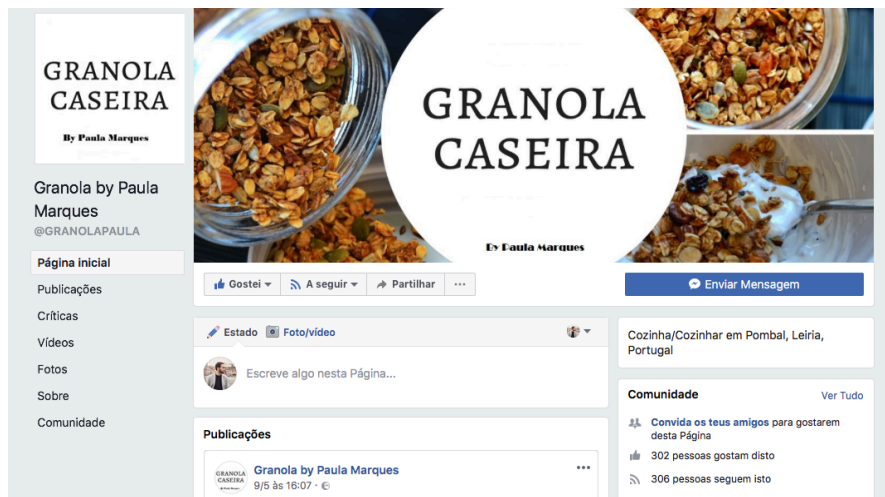 GRANOLA
CASEIRA
By Paula Marques
Granola by Paula
Marques
@GRANOLAPAULA
Página inicial
Publicações
Críticas
Vídeos
Fotos
Sobre
Comunidade
GRANOLA
CASEIRA
By Paula Marques
Gostei
A seguir
Partilhar
Enviar Mensagem
Estado
Foto/vídeo
Escreve algo nesta Página...
Publicações
GRANOLA
CASEIRA
Granola by Paula Marques
9/5 às 16:07 ·
Cozinha/Cozinhar em Pombal, Leiria,
Portugal
Comunidade
Ver Tudo
Convida os teus amigos para gostarem
desta Página
302 pessoas gostam disto
306 pessoas seguem isto